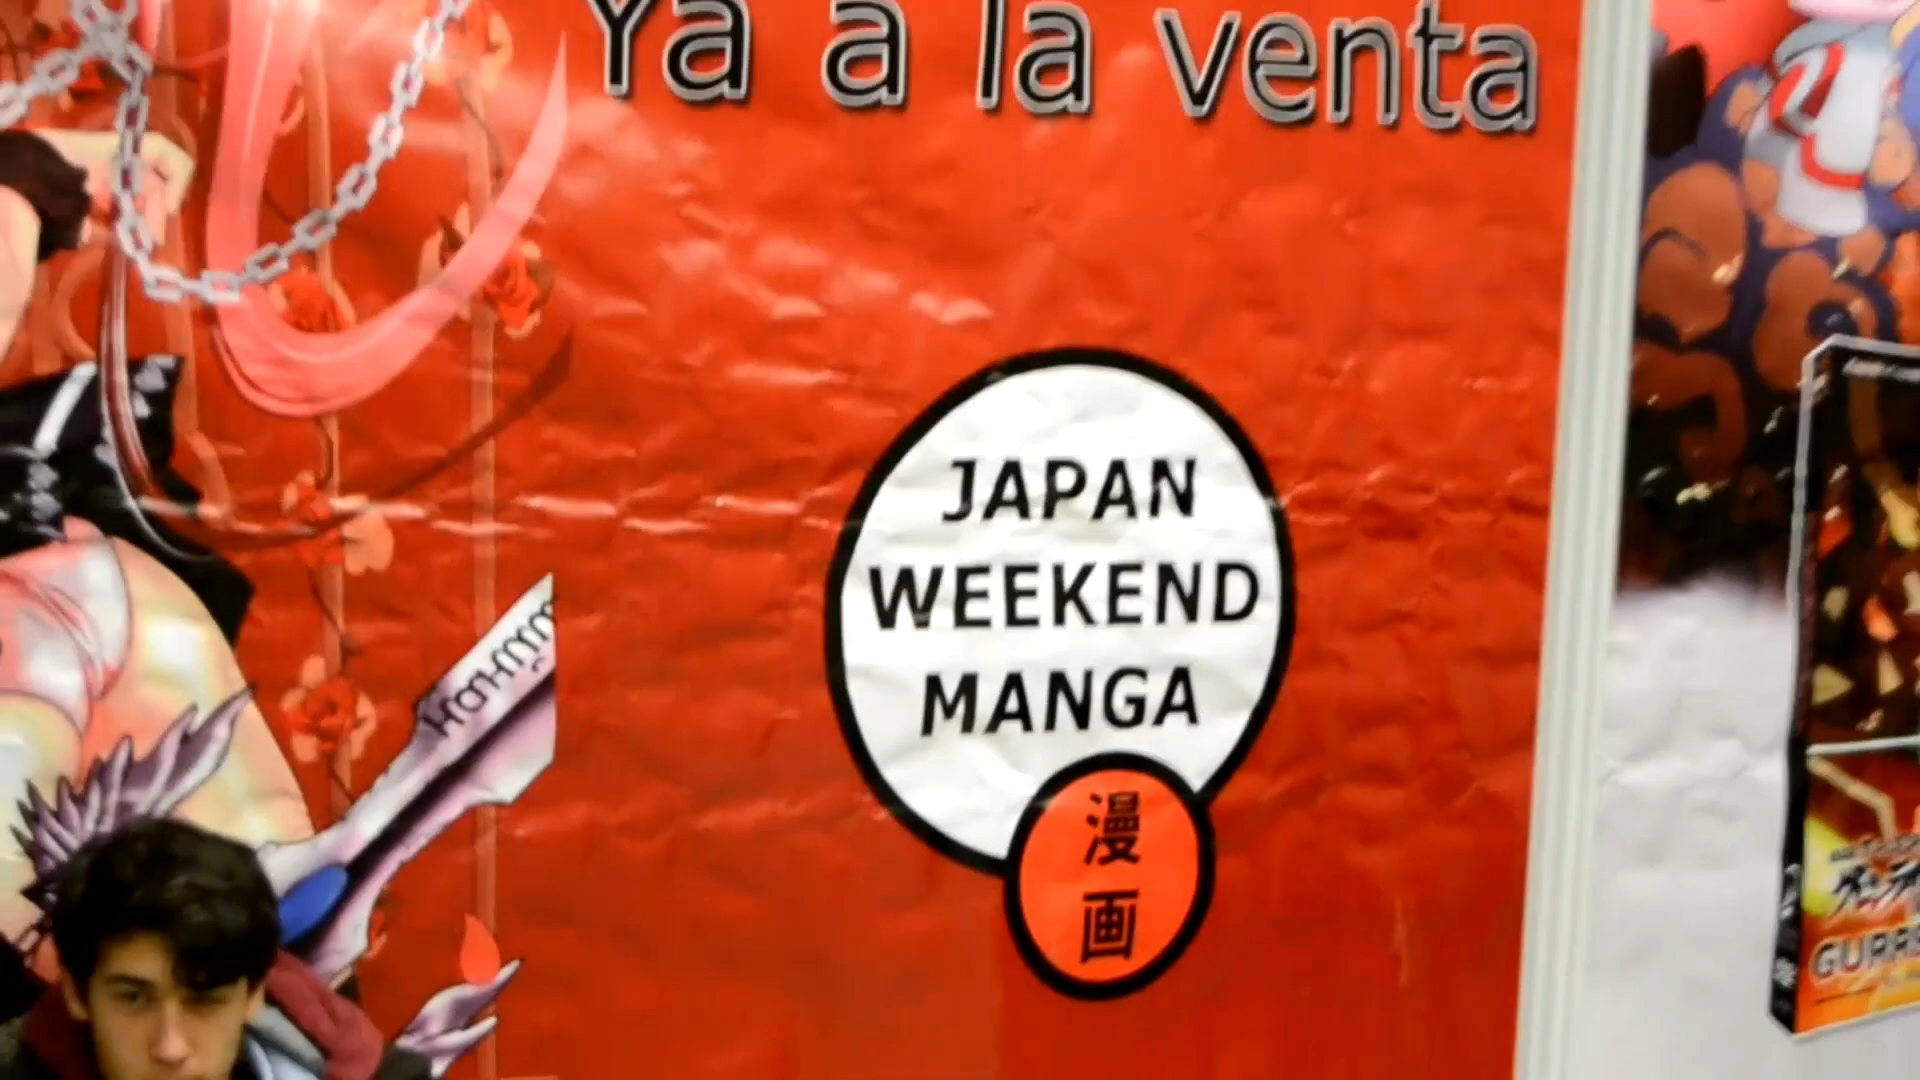 Ya a la venta
JAPAN
WEEKEND
MANGA
漫
画